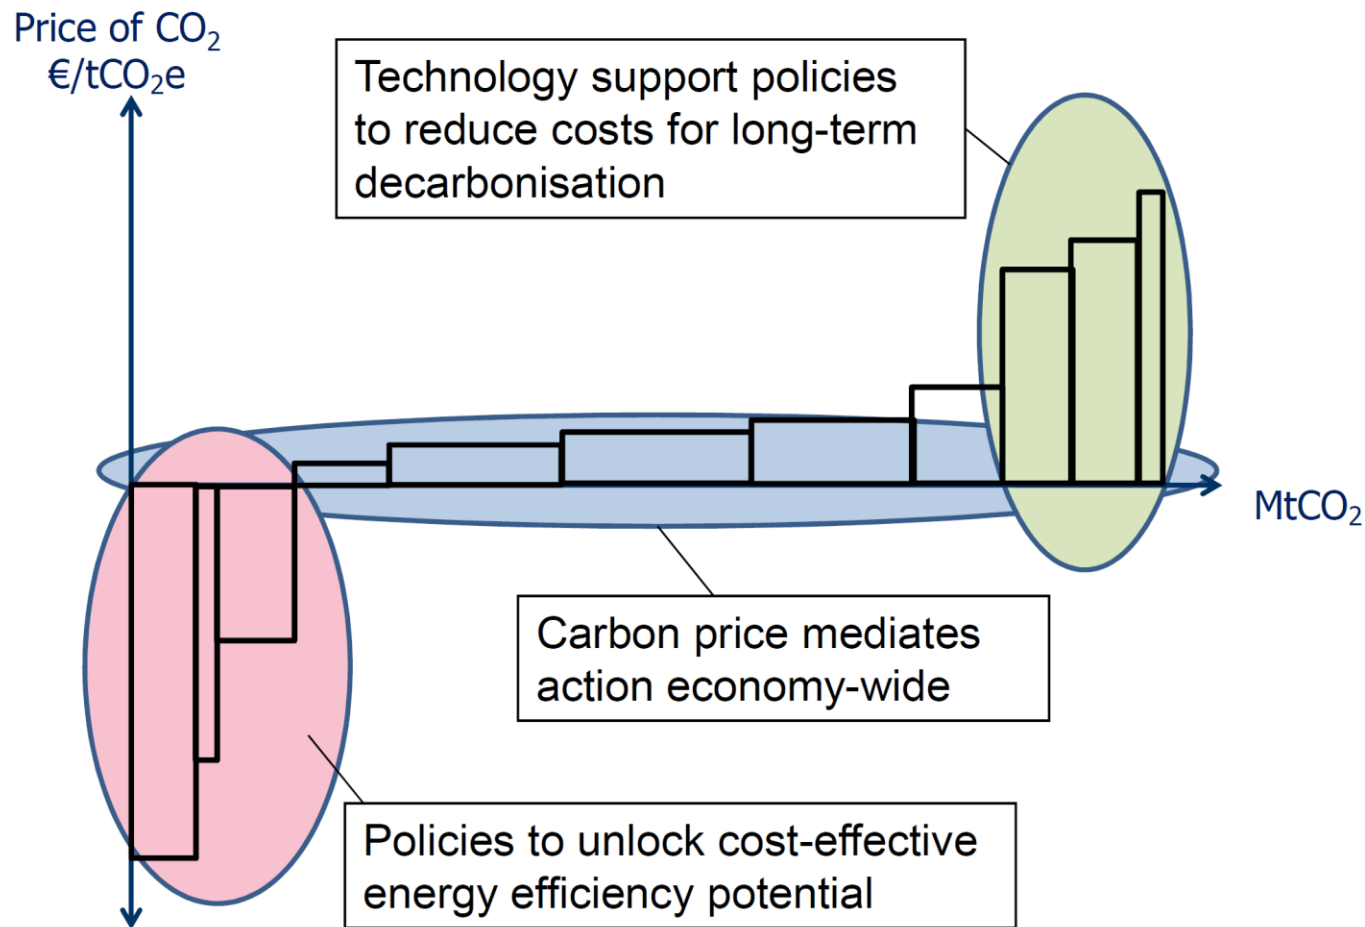 Price of CO₂
€/tCO₂e
Technology support policies
to reduce costs for long-term
decarbonisation
MtCO₂
Carbon price mediates
action economy-wide
Policies to unlock cost-effective
energy efficiency potential